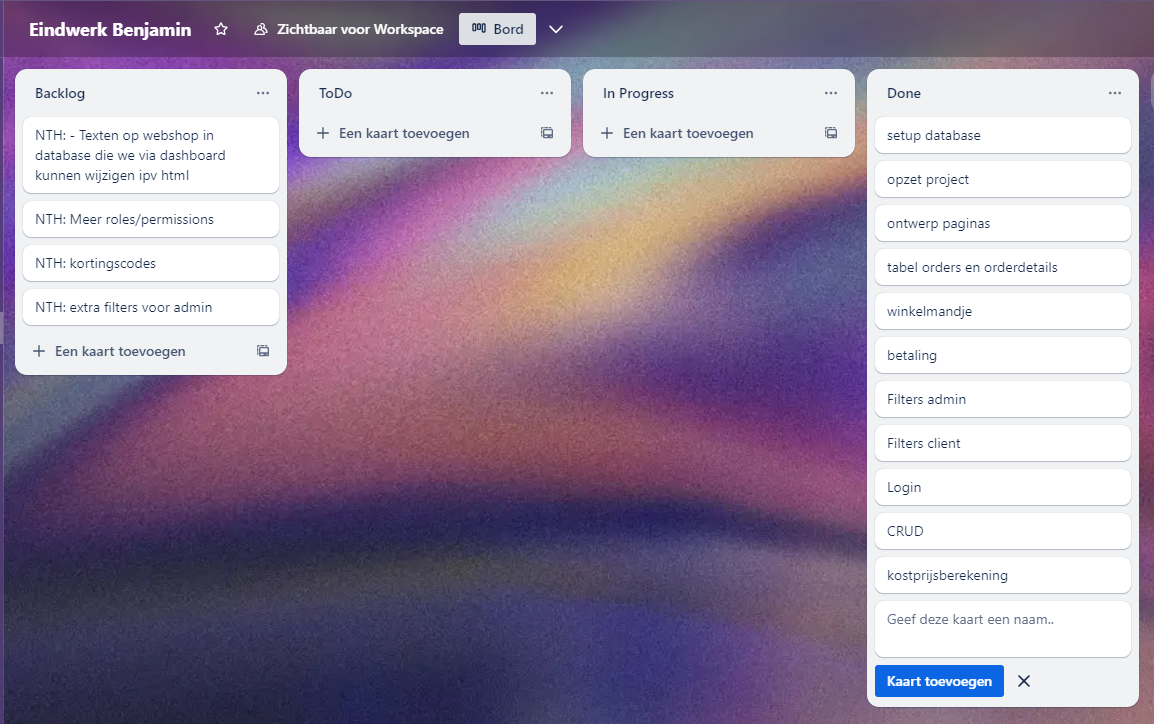 Eindwerk Benjamin
Zichtbaar voor Workspace
Bord
Backlog
NTH: - Texten op webshop in
database die we via dashboard
kunnen wijzigen ipv html
NTH: Meer roles/permissions
NTH: kortingscodes
NTH: extra filters voor admin
Een kaart toevoegen
ToDo
Een kaart toevoegen
In Progress
Een kaart toevoegen
Done
setup database
opzet project
ontwerp paginas
tabel orders en orderdetails
winkelmandje
betaling
Filters admin
Filters client
Login
CRUD
kostprijsberekening
Geef deze kaart een naam..
Kaart toevoegen